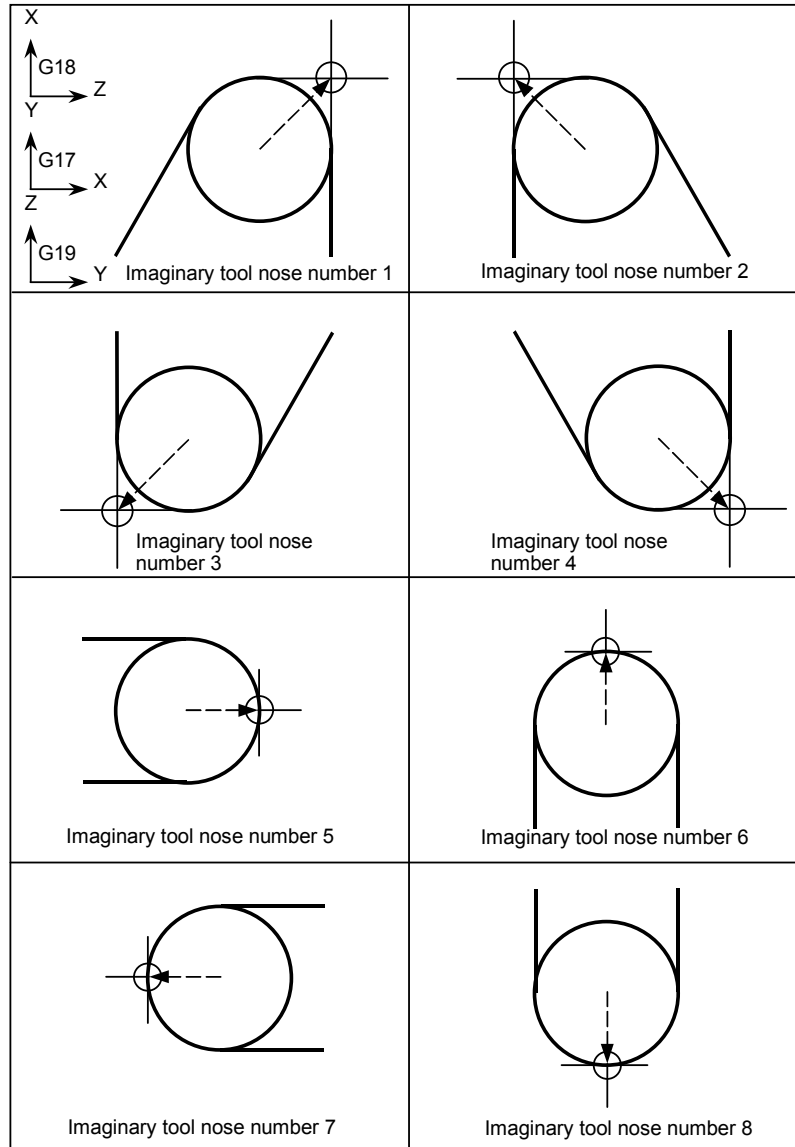 X
G18
Z
Y
G17
X
Z
G19
Y
Imaginary tool nose number 1
Imaginary tool nose number 2
Imaginary tool nose
number 3
Imaginary tool nose
number 4
Imaginary tool nose number 5
Imaginary tool nose number 6
Imaginary tool nose number 7
Imaginary tool nose number 8